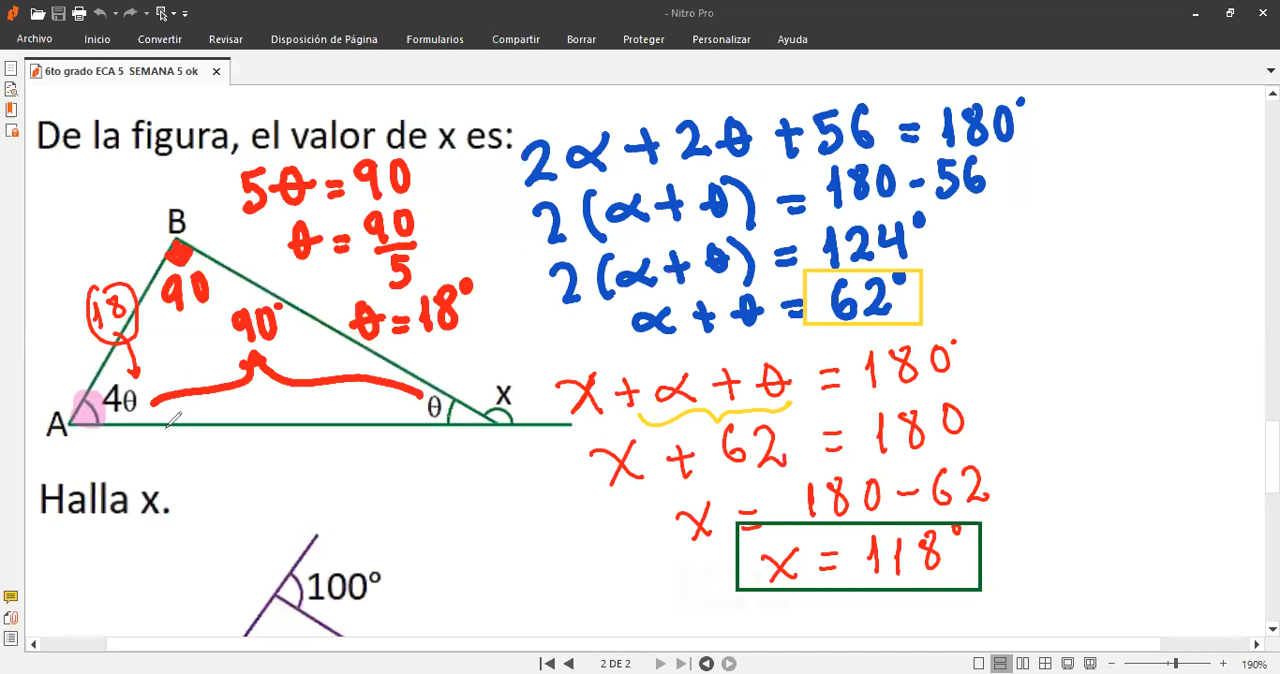 - Nitro Pro
Archivo Inicio Convertir Revisar Disposición de Página Formularios Compartir Borrar Proteger Personalizar Ayuda
6to grado ECA 5 SEMANA 5 ok
De la figura, el valor de x es:
5θ = 90
θ = 90/5
θ = 18°
B
90
18
90°
4θ
θ
x
A
2α + 2θ + 56 = 180°
2(α + θ) = 180 - 56
2(α + θ) = 124°
α + θ = 62°
x + α + θ = 180°
x + 62 = 180
x = 180 - 62
x = 118°
Halla x.
100°
2 DE 2
190%